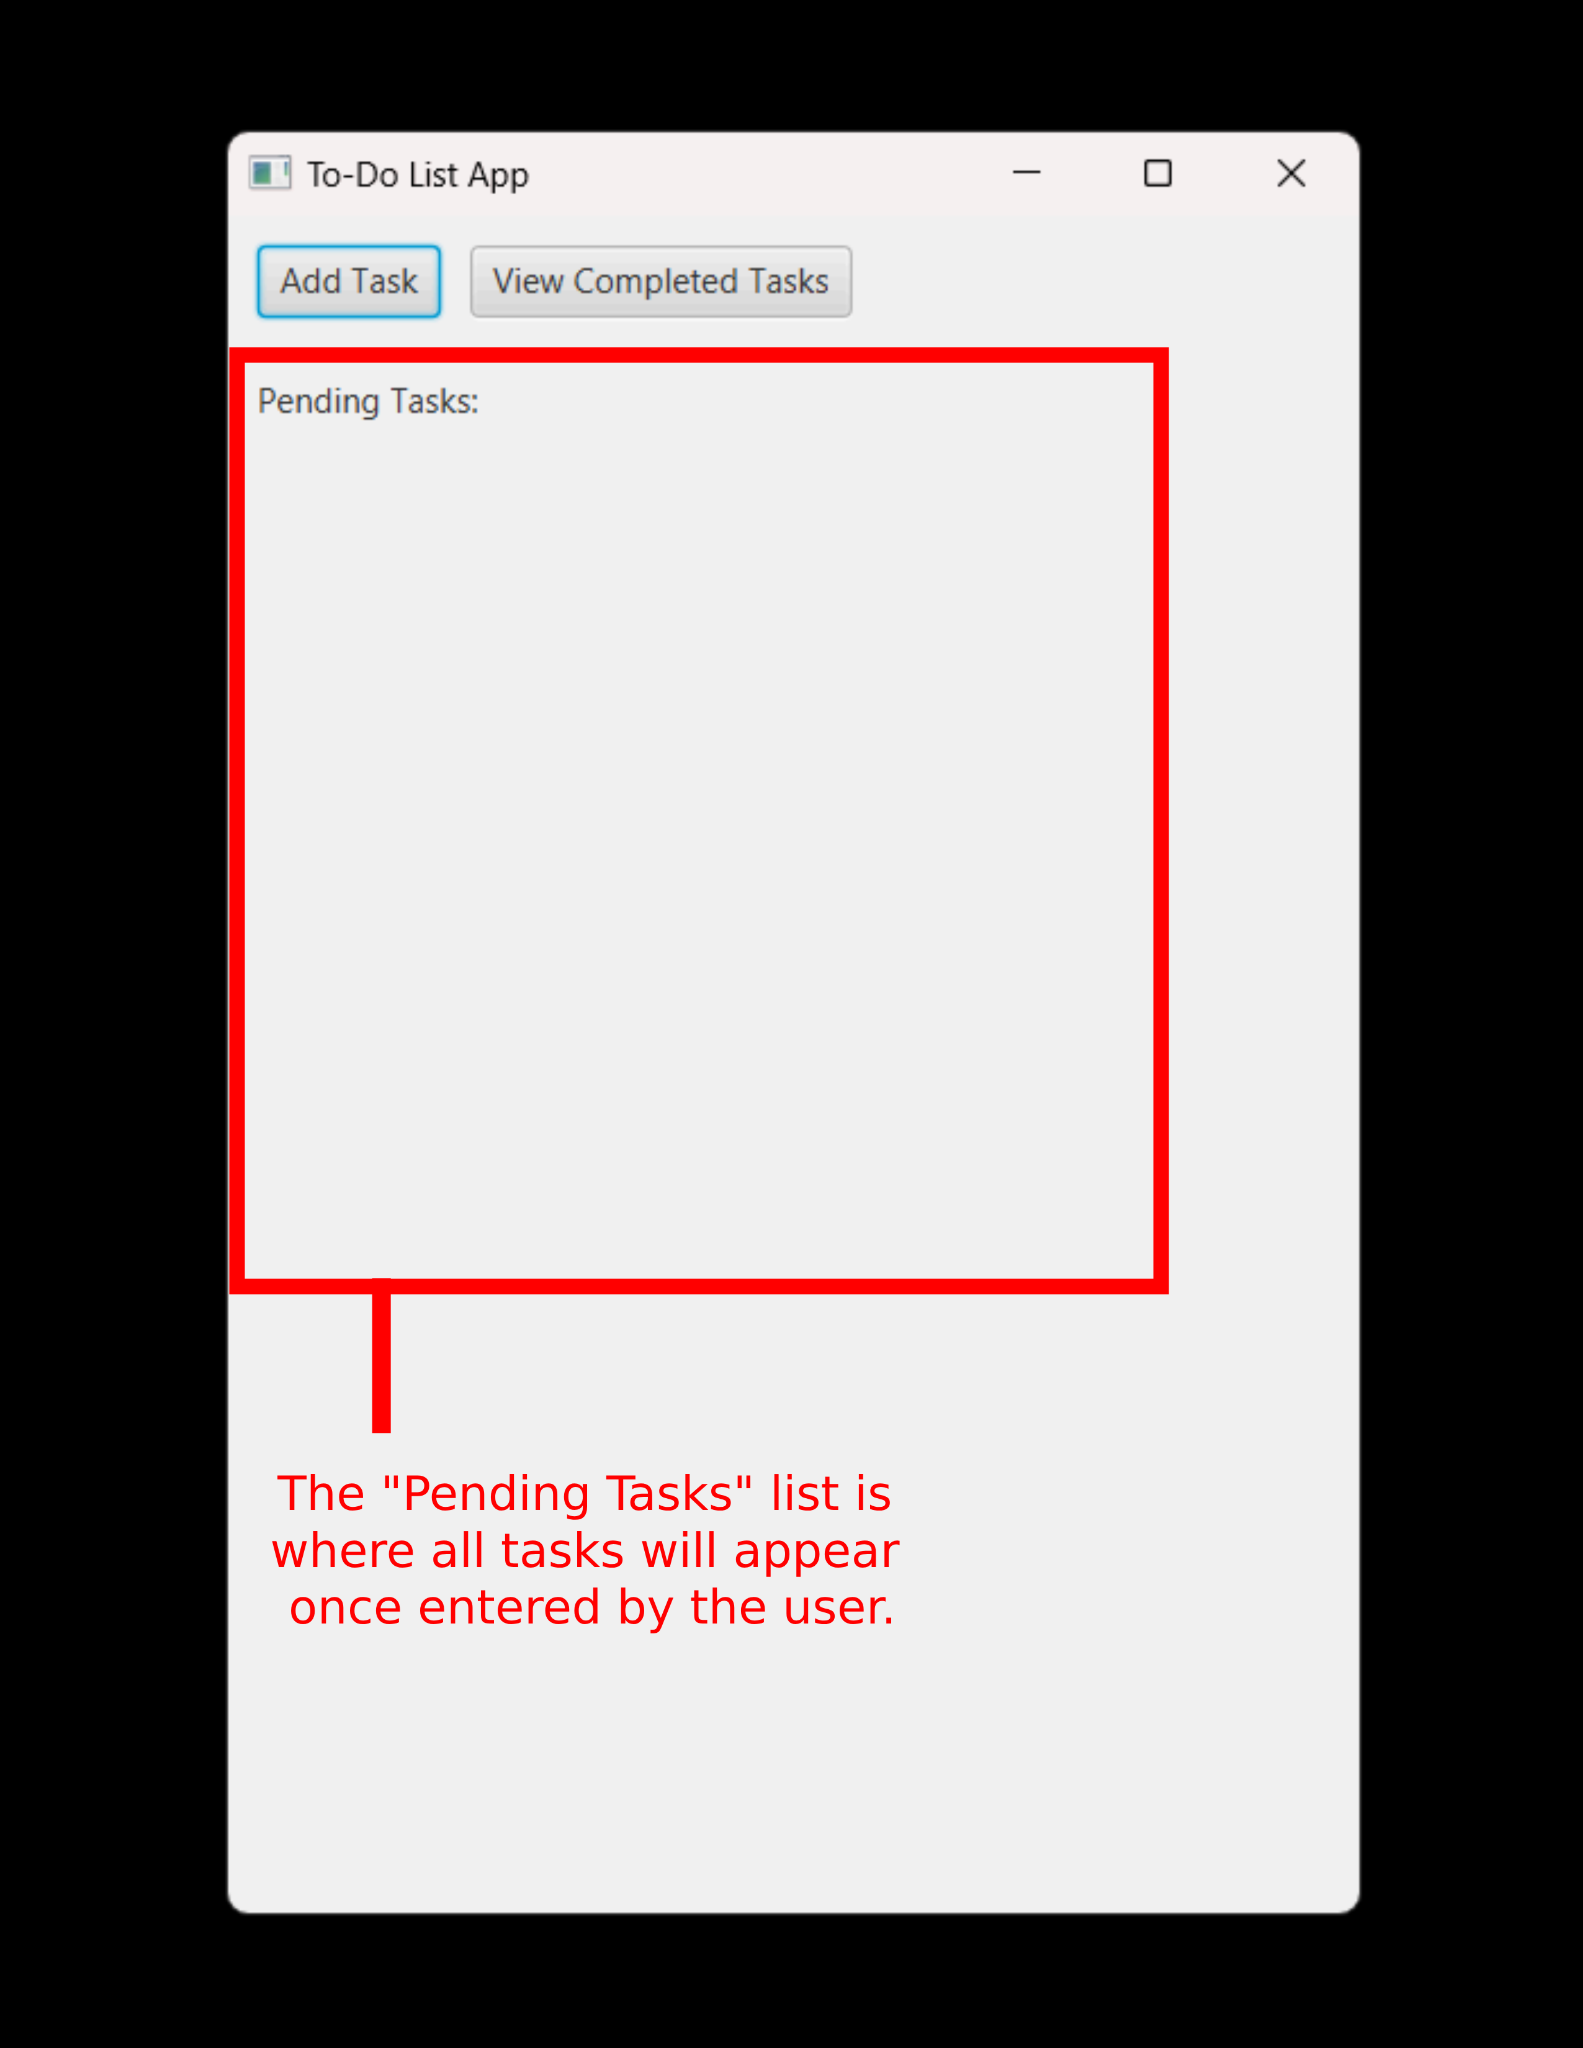 To-Do List App
Add Task
View Completed Tasks
Pending Tasks:
The "Pending Tasks" list is
where all tasks will appear
once entered by the user.